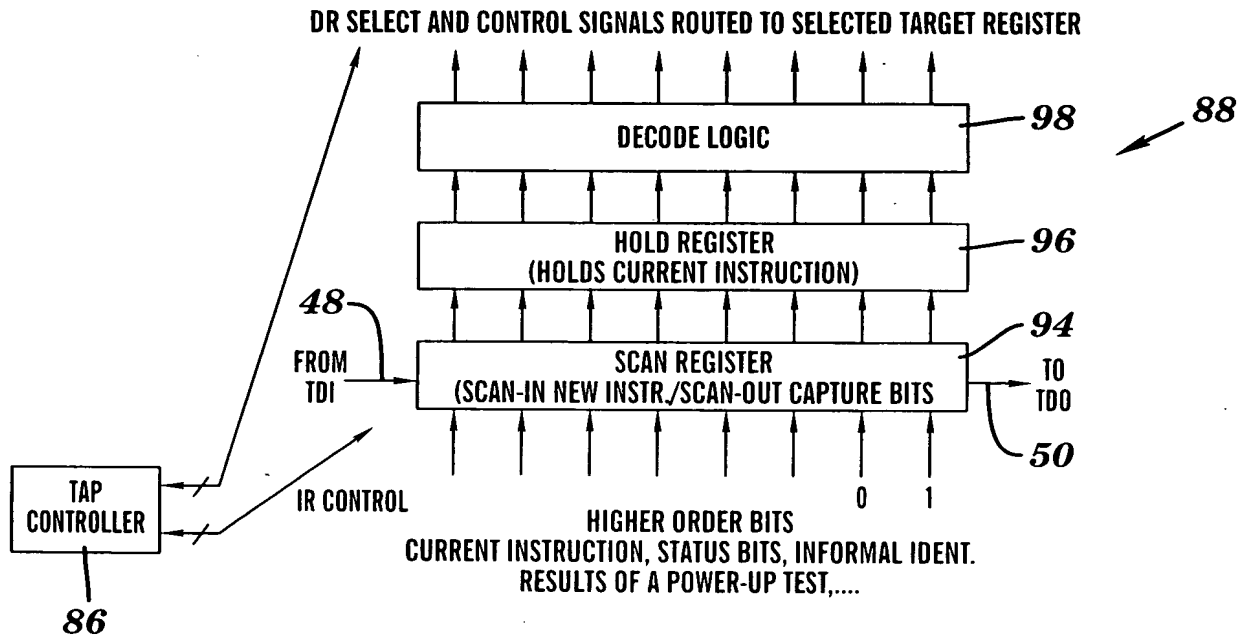 DR SELECT AND CONTROL SIGNALS ROUTED TO SELECTED TARGET REGISTER
DECODE LOGIC
98
88
HOLD REGISTER
(HOLDS CURRENT INSTRUCTION)
96
48
94
FROM
TDI
SCAN REGISTER
(SCAN-IN NEW INSTR./SCAN-OUT CAPTURE BITS
TO
TDO
50
TAP
CONTROLLER
86
IR CONTROL
0 1
HIGHER ORDER BITS
CURRENT INSTRUCTION, STATUS BITS, INFORMAL IDENT.
RESULTS OF A POWER-UP TEST,....